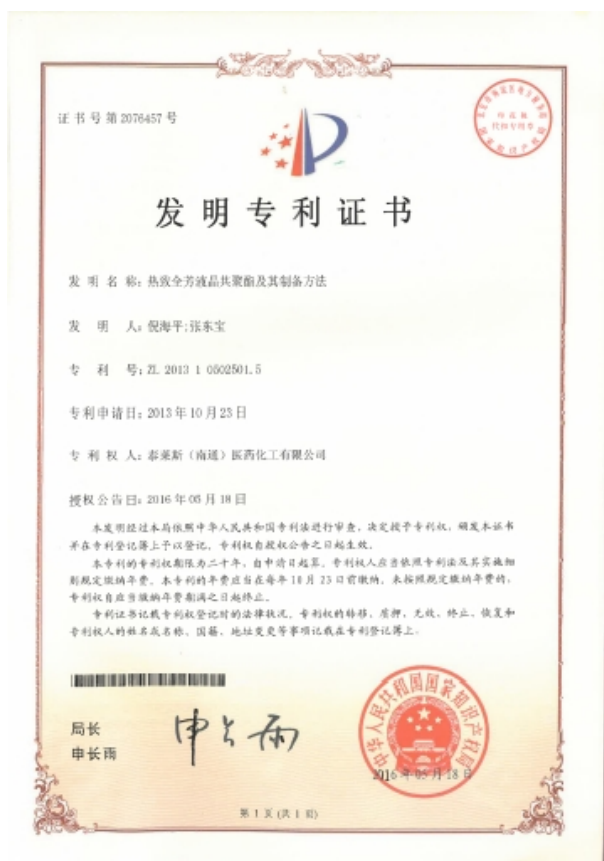 证书号第2076457号
发明专利证书
发 明 名 称：热致全芳液晶共聚酯及其制备方法
发 明 人：倪海平;张东宝
专 利 号：ZL 2013 1 0502501.5
专利申请日：2013年10月23日
专 利 权 人：泰莱斯（南通）医药化工有限公司
授权公告日：2016年05月18日
本发明经过本局依照中华人民共和国专利法进行审查，决定授予专利权，颁发本证书
并在专利登记簿上予以登记。专利权自授权公告之日起生效。
本专利的专利权期限为二十年，自申请日起算。专利权人应当依照专利法及其实施细
则规定缴纳年费。本专利的年费应当在每年10月23日前缴纳。未按照规定缴纳年费的，
专利权自应当缴纳年费期满之日起终止。
专利证书记载专利权登记时的法律状况。专利权的转移、质押、无效、终止、恢复和
专利权人的姓名或名称、国籍、地址变更等事项记载在专利登记簿上。
局长
申长雨
申长雨
中华人民共和国国家知识产权局
2016年05月18日
第 1 页 (共 1 页)